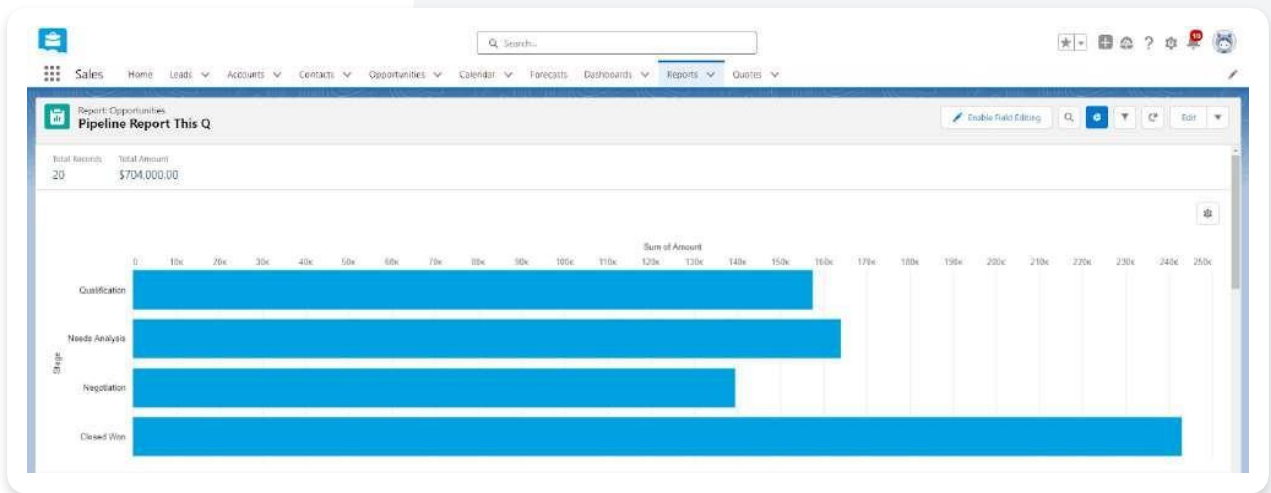 Search...
10
Sales Home Leads Accounts Contacts Opportunities Calendar Forecasts Dashboards Reports Quotes
Report: Opportunities
Pipeline Report This Q
Enable Field Editing
Edit
Total Records Total Amount
20 $704,000.00
Sum of Amount
0 10k 20k 30k 40k 50k 60k 70k 80k 90k 100k 110k 120k 130k 140k 150k 160k 170k 180k 190k 200k 210k 220k 230k 240k 250k
Stage
Qualification
Needs Analysis
Negotiation
Closed Won